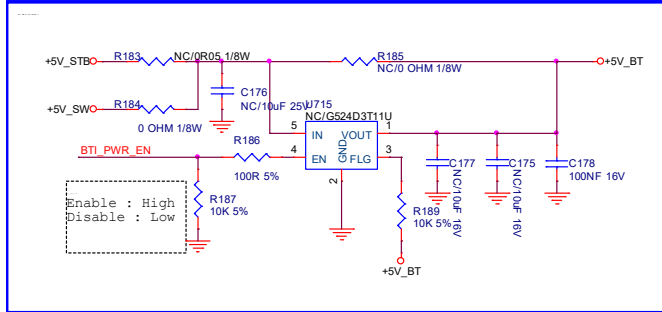 R183
NC/0R05 1/8W
R185
+5V_STB
NC/0 OHM 1/8W
+5V_BT
C176
NC/10uF 25V
U715
NC/G524D3T11U
R184
+5V_SW
0 OHM 1/8W
5 IN VOUT 1
4 EN GND FLG 3
2
BTI_PWR_EN
R186
100R 5%
C177
NC/10uF 16V
C175
NC/10uF 16V
C178
100NF 16V
R187
10K 5%
R189
10K 5%
Enable : High
Disable : Low
+5V_BT